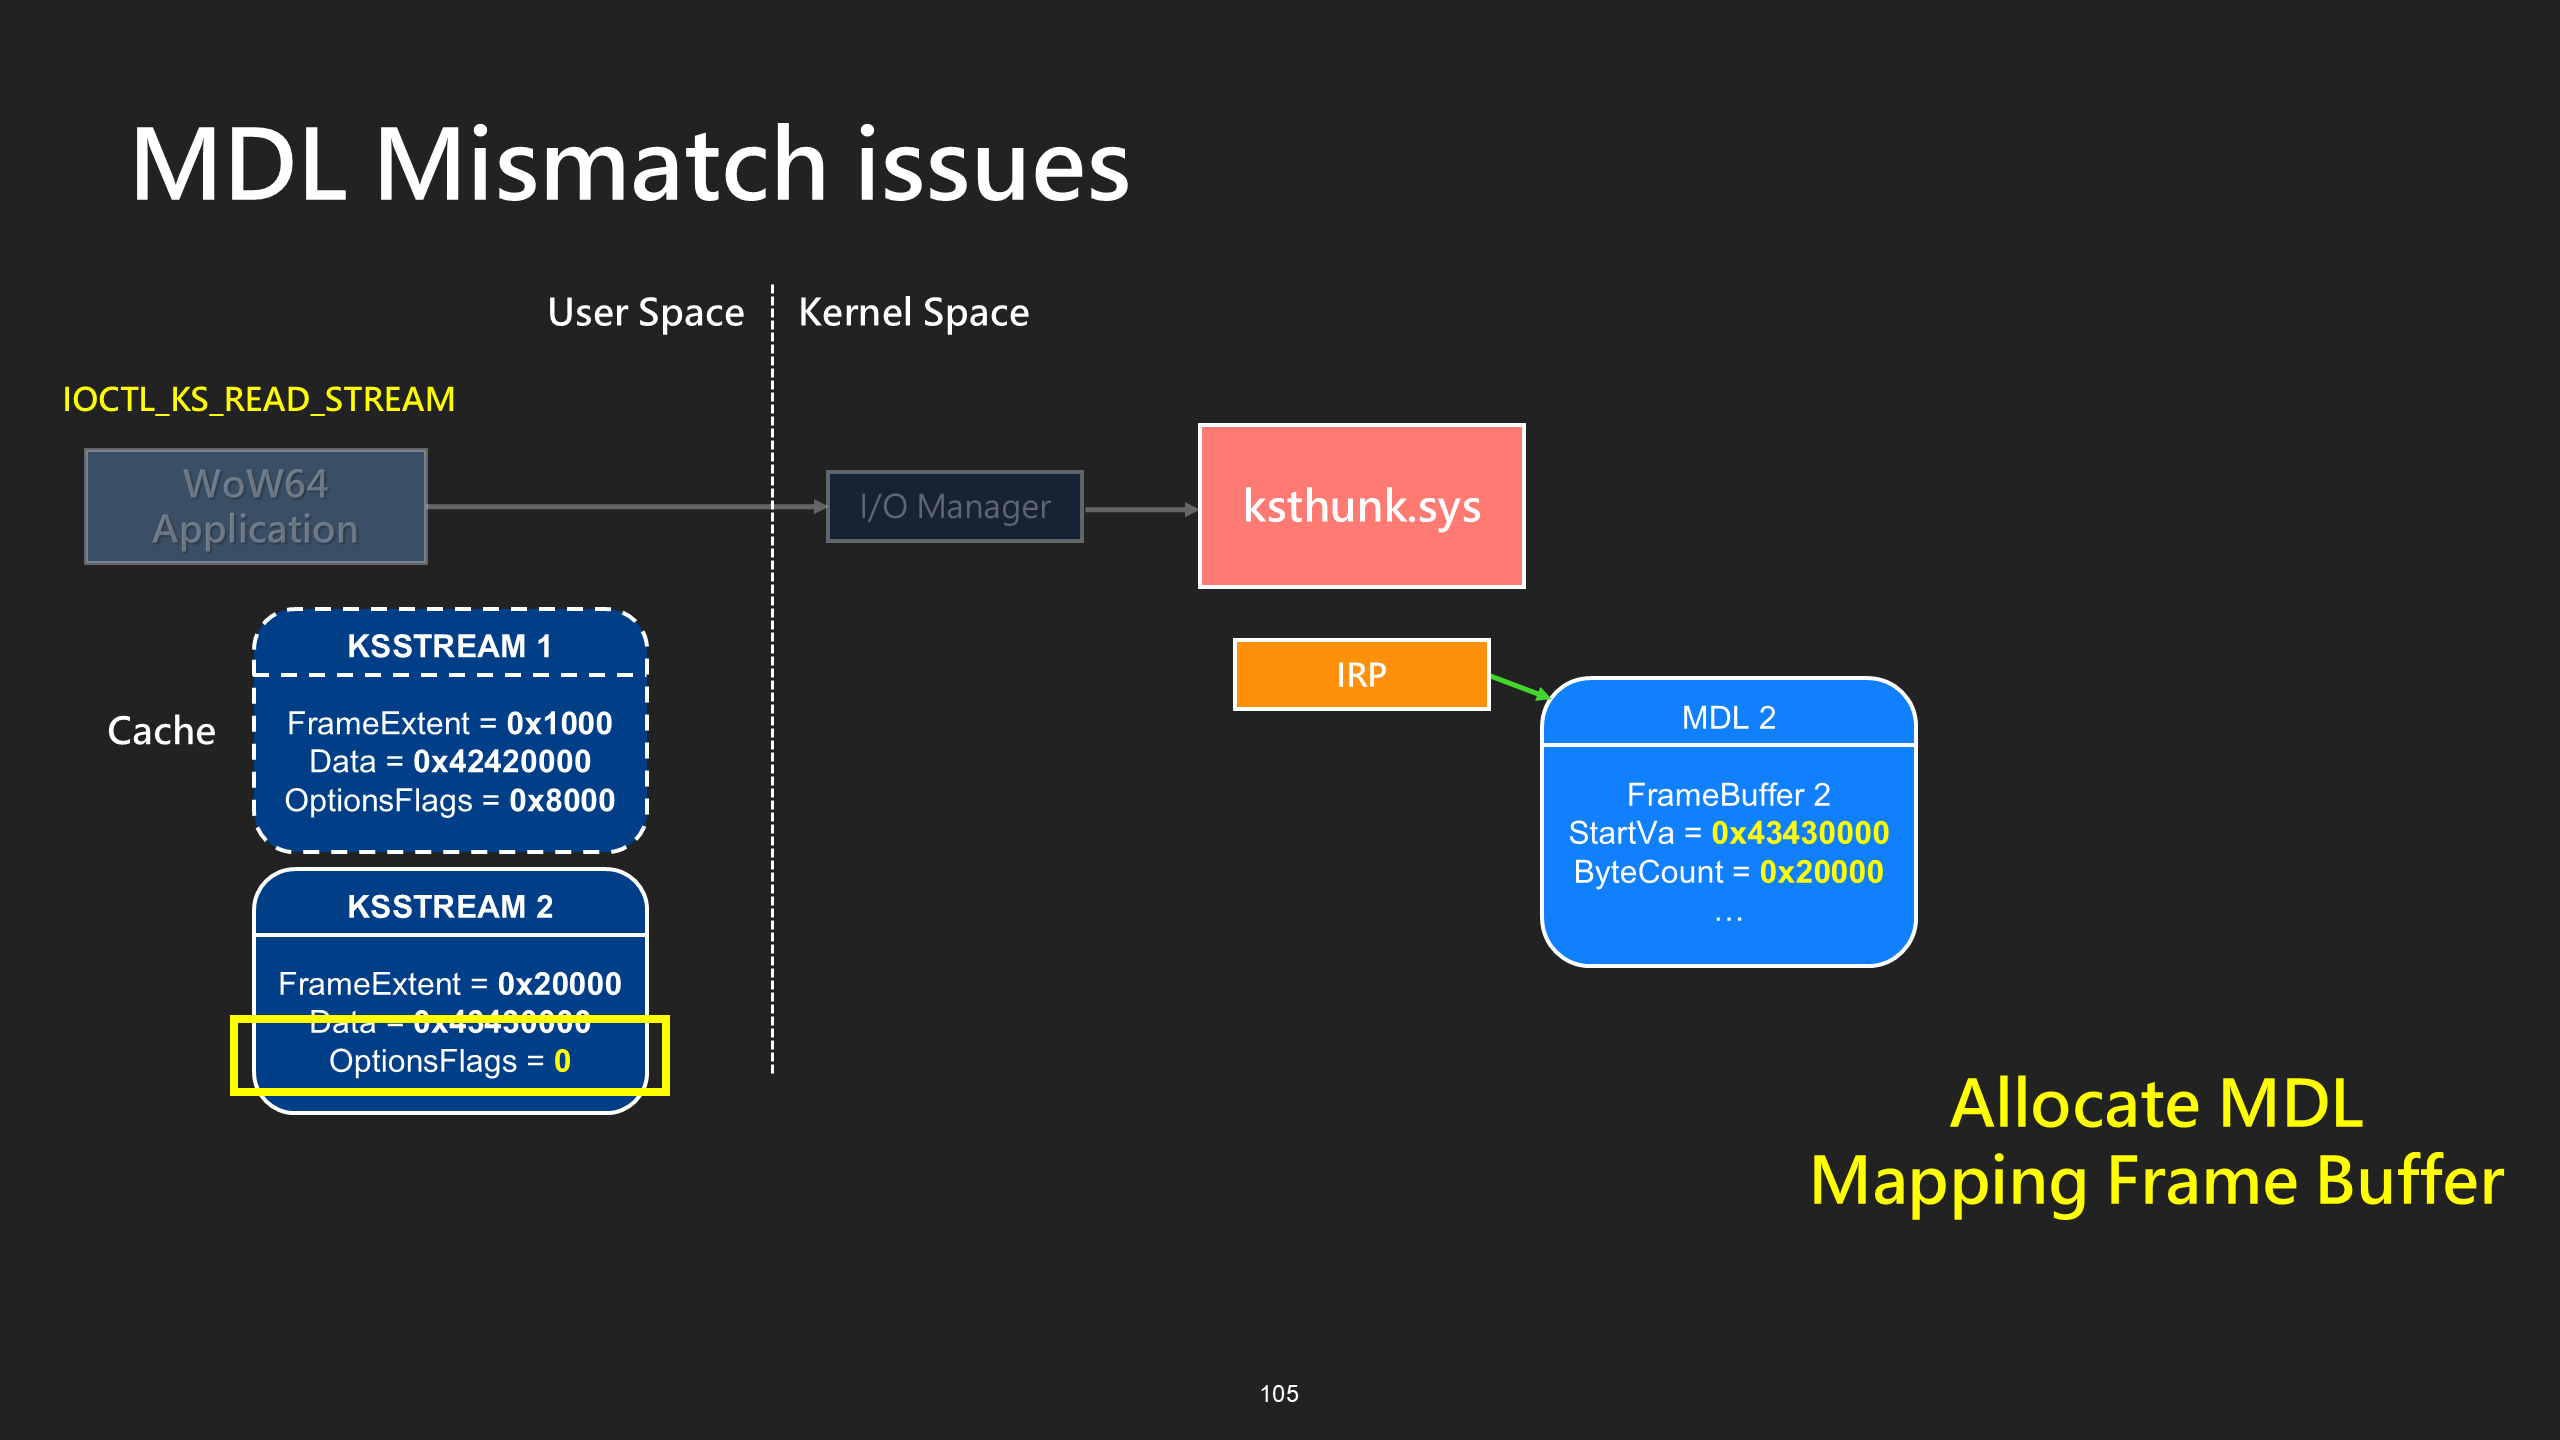 MDL Mismatch issues
User Space
Kernel Space
IOCTL_KS_READ_STREAM
WoW64
Application
I/O Manager
ksthunk.sys
Cache
KSSTREAM 1
FrameExtent = 0x1000
Data = 0x42420000
OptionsFlags = 0x8000
KSSTREAM 2
FrameExtent = 0x20000
Data = 0x43430000
OptionsFlags = 0
IRP
MDL 2
FrameBuffer 2
StartVa = 0x43430000
ByteCount = 0x20000
...
Allocate MDL
Mapping Frame Buffer
105